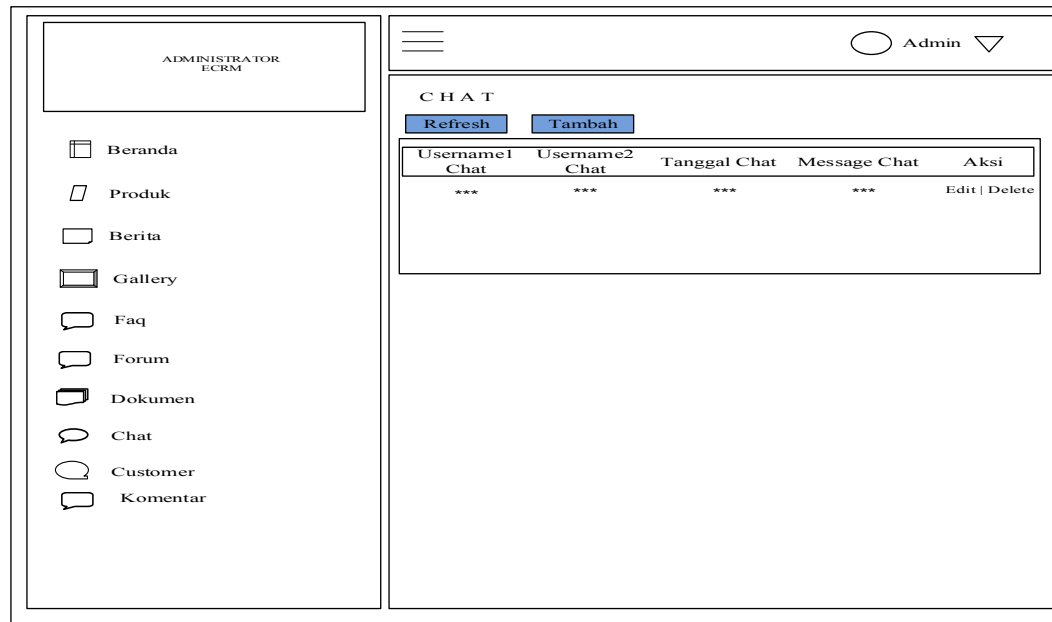 ADMINISTRATOR
ECRM
Beranda
Produk
Berita
Gallery
Faq
Forum
Dokumen
Chat
Customer
Komentar
Admin
CHAT
Refresh Tambah
Username1 Chat Username2 Chat Tanggal Chat Message Chat Aksi
*** *** *** *** Edit | Delete